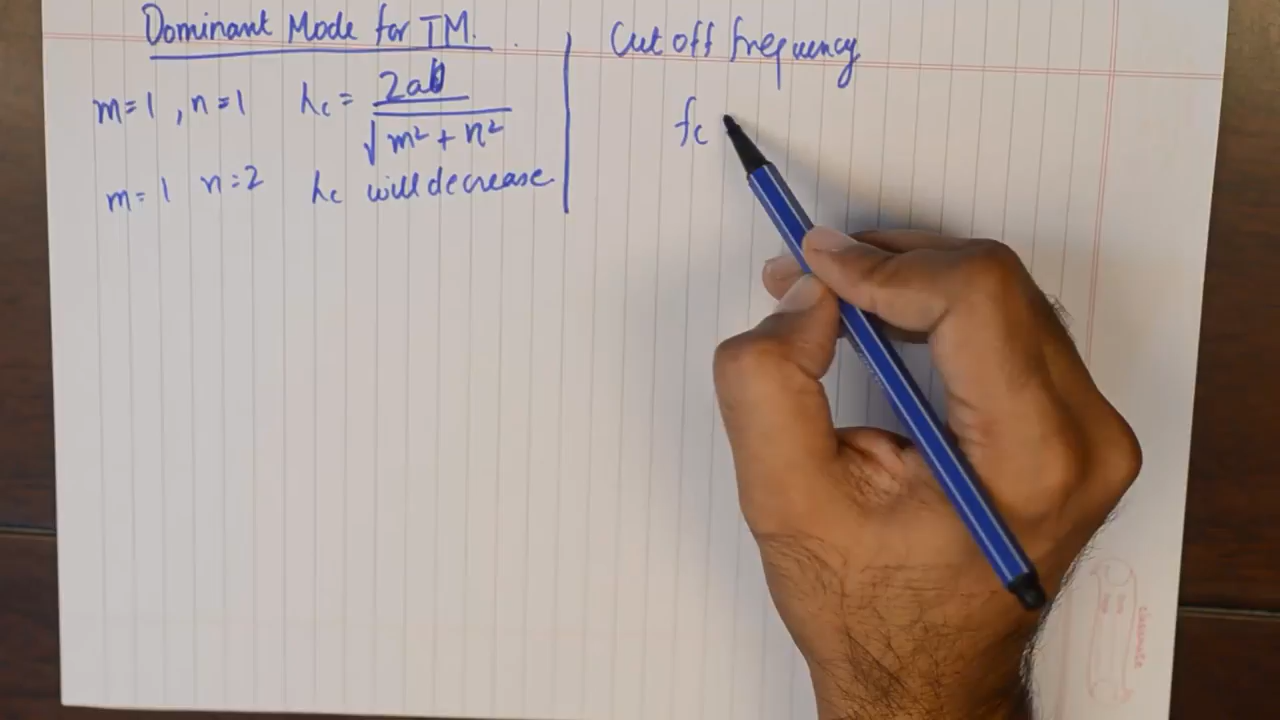 Dominant Mode for TM.
m=1 , n=1 λc = 2ab / √m² + n²
m=1 n=2 λc will decrease
Cut off frequency
fc
classmate